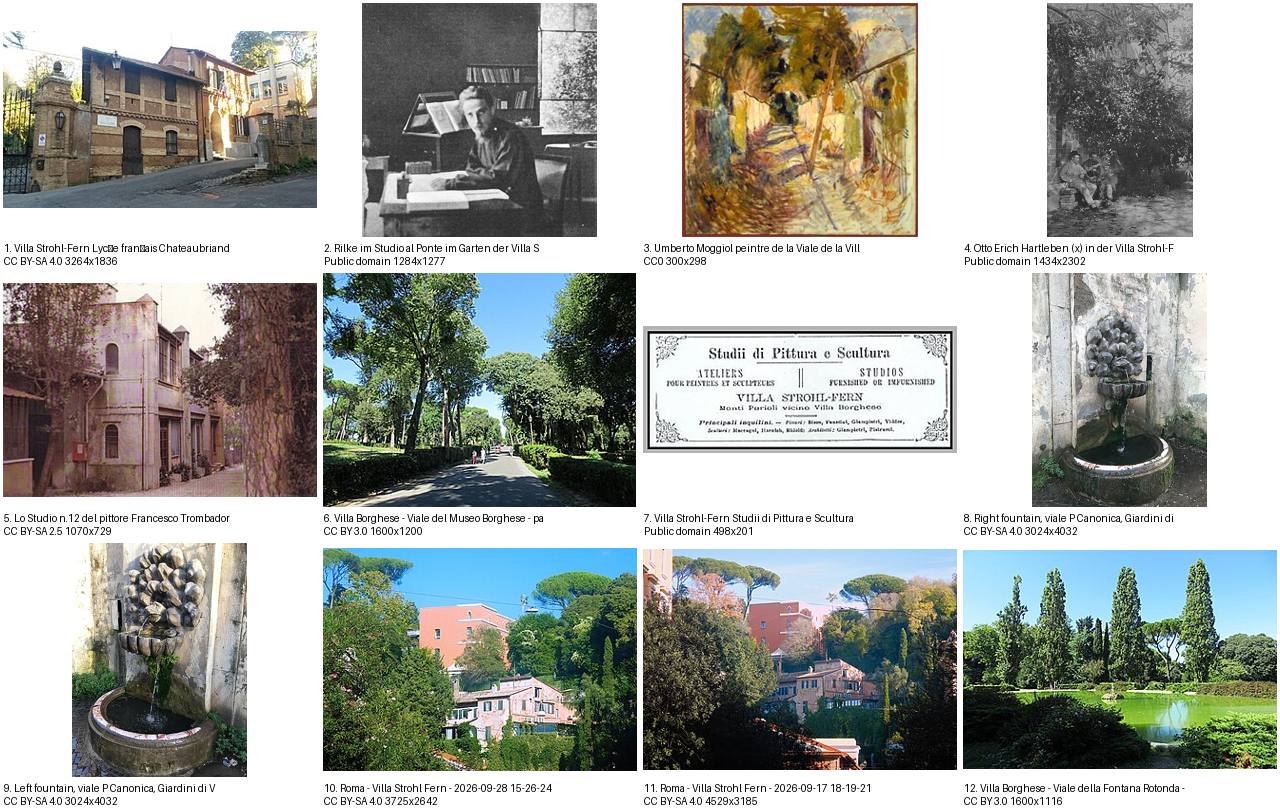 1. Villa Strohl-Fern Lyc□e fran□ais Chateaubriand
CC BY-SA 4.0 3264x1836
2. Rilke im Studio al Ponte im Garten der Villa S
Public domain 1284x1277
3. Umberto Moggiol peintre de la Viale de la Vill
CC0 300x298
4. Otto Erich Hartleben (x) in der Villa Strohl-F
Public domain 1434x2302
5. Lo Studio n.12 del pittore Francesco Trombador
CC BY-SA 2.5 1070x729
6. Villa Borghese - Viale del Museo Borghese - pa
CC BY 3.0 1600x1200
Studii di Pittura e Scultura
ATELIERS
POUR PEINTRES ET SCULPTEURS
STUDIOS
FURNISHED OR UNFURNISHED
VILLA STROHL-FERN
Monti Parioli vicino Villa Borghese
Principali inquilini.
7. Villa Strohl-Fern Studii di Pittura e Scultura
Public domain 498x201
8. Right fountain, viale P Canonica, Giardini di
CC BY-SA 4.0 3024x4032
9. Left fountain, viale P Canonica, Giardini di V
CC BY-SA 4.0 3024x4032
10. Roma - Villa Strohl Fern - 2026-09-28 15-26-24
CC BY-SA 4.0 3725x2642
11. Roma - Villa Strohl Fern - 2026-09-17 18-19-21
CC BY-SA 4.0 4529x3185
12. Villa Borghese - Viale della Fontana Rotonda -
CC BY 3.0 1600x1116